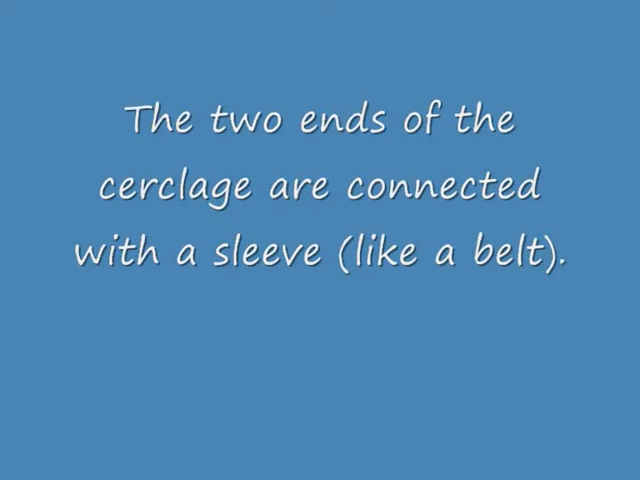 The two ends of the
cerclage are connected
with a sleeve (like a belt).